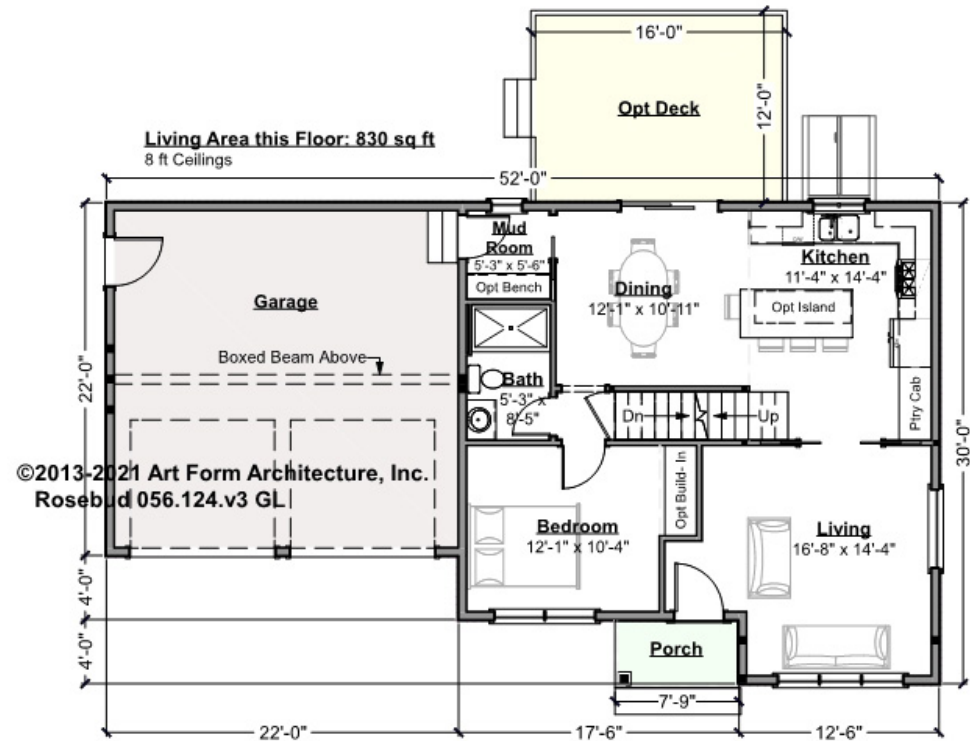 16'-0"
12'-0"
Opt Deck
Living Area this Floor: 830 sq ft
8 ft Ceilings
52'-0"
Mud
Room
5'-3" x 5'-6"
Opt Bench
Kitchen
11'-4" x 14'-4"
Dining
12'-1" x 10'-11"
Opt Island
Garage
Boxed Beam Above
22'-0"
Bath
5'-3" x
8'-5"
Dn
Up
Ptry Cab
30'-0"
©2013-2021 Art Form Architecture, Inc.
Rosebud 056.124.v3 GL
Opt Build- In
Bedroom
12'-1" x 10'-4"
Living
16'-8" x 14'-4"
4'-0"
4'-0"
Porch
7'-9"
22'-0"
17'-6"
12'-6"